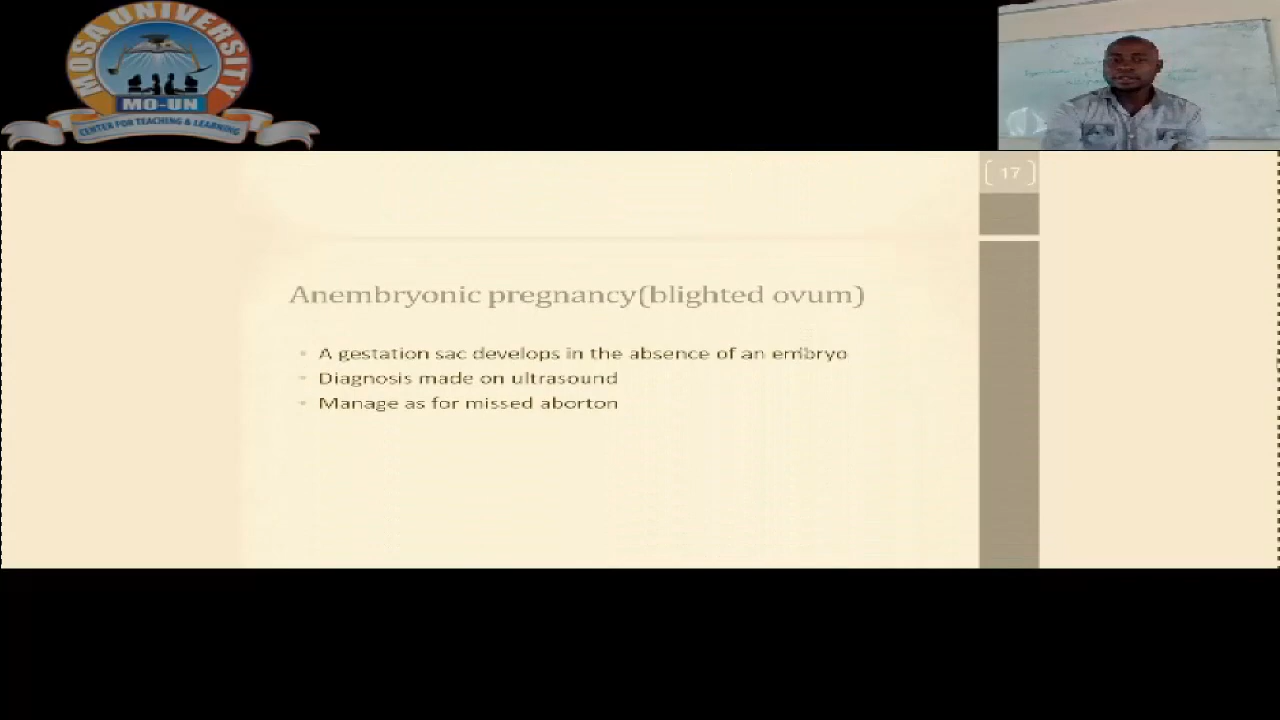 MOSA UNIVERSITY
MO-UN
CENTER FOR TEACHING & LEARNING
17
Anembryonic pregnancy(blighted ovum)
A gestation sac develops in the absence of an embryo
Diagnosis made on ultrasound
Manage as for missed aborton